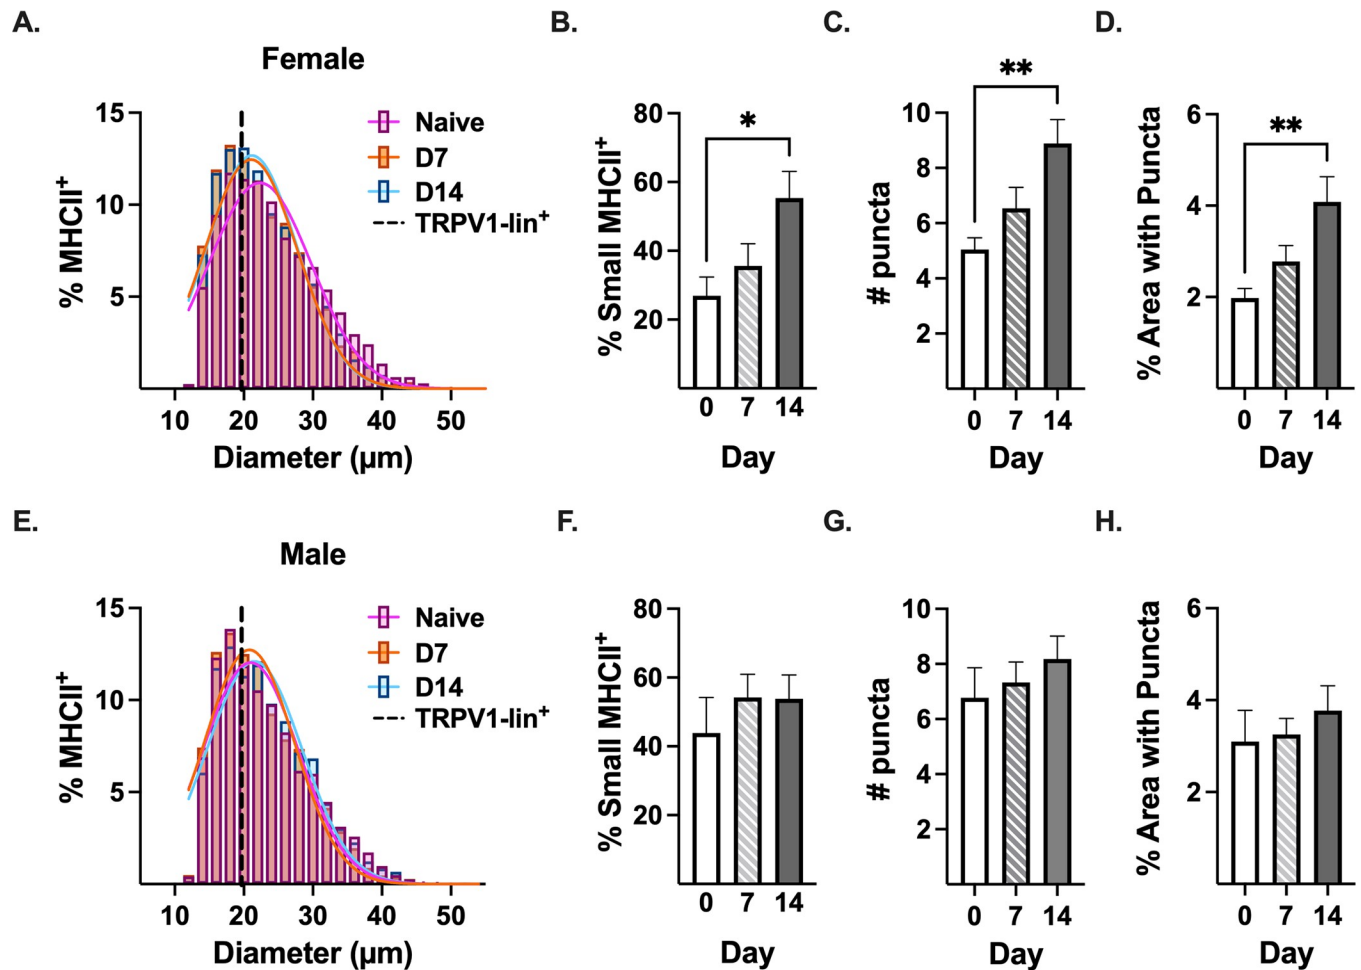 A.
Female
% MHCII⁺
15
10
5
10 20 30 40 50
Diameter (µm)
Naive
D7
D14
TRPV1-lin⁺
B.
% Small MHCII⁺
80
60
40
20
*
0 7 14
Day
C.
# puncta
10
8
6
4
2
**
0 7 14
Day
D.
% Area with Puncta
6
4
2
**
0 7 14
Day
E.
Male
% MHCII⁺
15
10
5
10 20 30 40 50
Diameter (µm)
Naive
D7
D14
TRPV1-lin⁺
F.
% Small MHCII⁺
80
60
40
20
0 7 14
Day
G.
# puncta
10
8
6
4
2
0 7 14
Day
H.
% Area with Puncta
6
4
2
0 7 14
Day